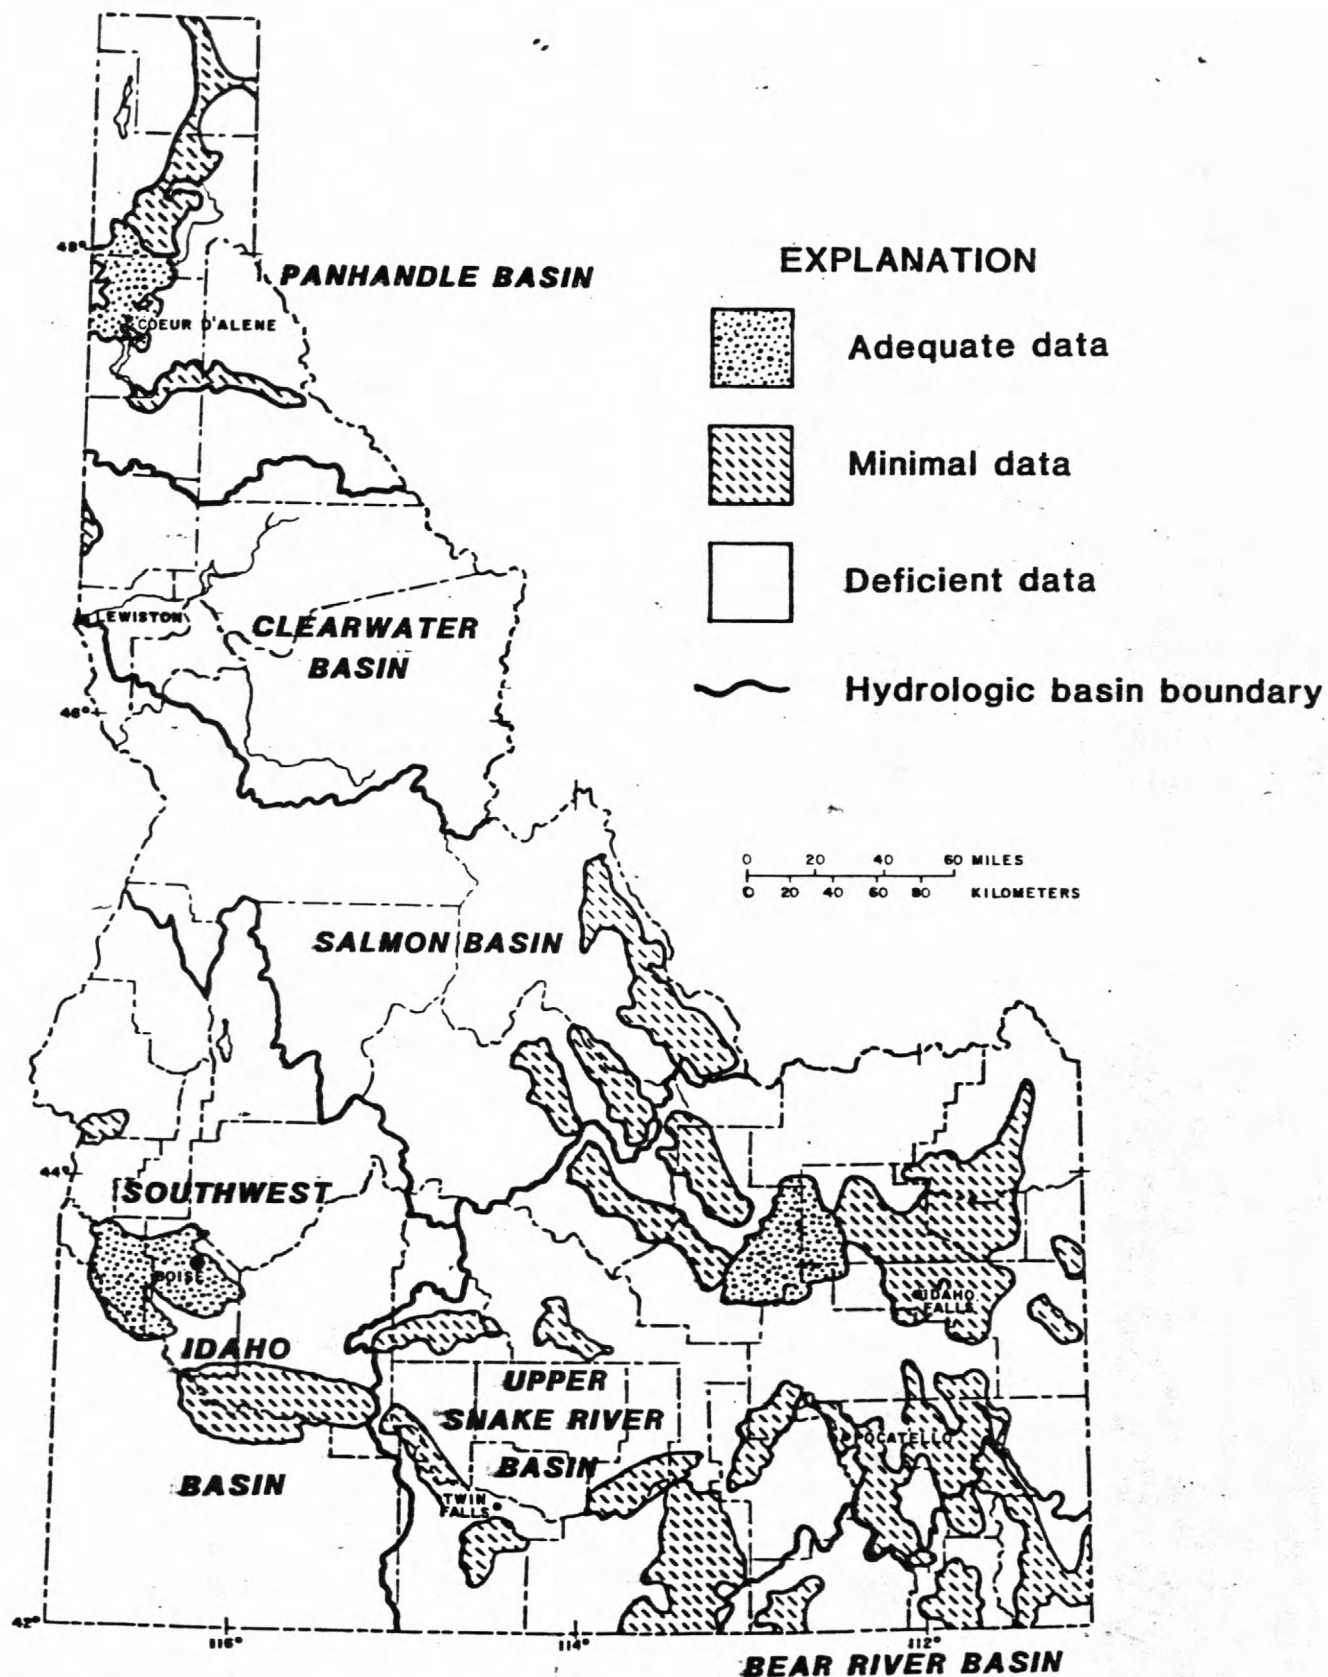 EXPLANATION
Adequate data
Minimal data
Deficient data
Hydrologic basin boundary
0 20 40 60 MILES
0 20 40 60 80 KILOMETERS
48°
PANHANDLE BASIN
COEUR D'ALENE
LEWISTON
CLEARWATER
BASIN
46°
SALMON BASIN
44°
SOUTHWEST
BOISE
IDAHO
BASIN
IDAHO
FALLS
UPPER
SNAKE RIVER
BASIN
POCATELLO
TWIN
FALLS
42°
116°
114°
112°
BEAR RIVER BASIN